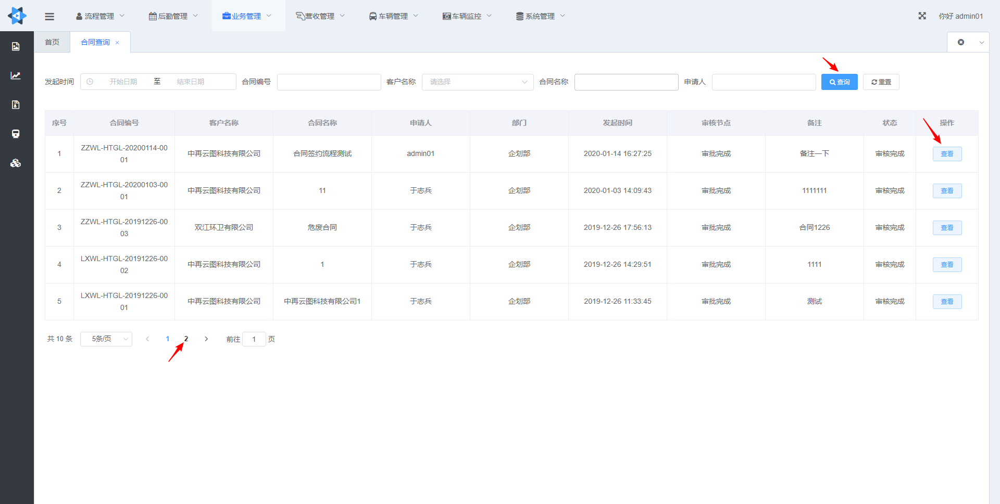 流程管理 后勤管理 业务管理 营收管理 车辆管理 车辆监控 系统管理 你好 admin01
首页 合同查询 ×
发起时间 开始日期 至 结束日期 合同编号 客户名称 请选择 合同名称 申请人 查询 重置
序号 合同编号 客户名称 合同名称 申请人 部门 发起时间 审核节点 备注 状态 操作
1 ZZWL-HTGL-20200114-00 中再云图科技有限公司 合同签约流程测试 admin01 企划部 2020-01-14 16:27:25 审批完成 备注一下 审核完成 查看
01
2 ZZWL-HTGL-20200103-00 中再云图科技有限公司 11 于志兵 企划部 2020-01-03 14:09:43 审批完成 1111111 审核完成 查看
01
3 ZZWL-HTGL-20191226-00 双江环卫有限公司 危废合同 于志兵 企划部 2019-12-26 17:56:13 审批完成 合同1226 审核完成 查看
03
4 LXWL-HTGL-20191226-00 中再云图科技有限公司 1 于志兵 企划部 2019-12-26 14:29:51 审批完成 1111 审核完成 查看
02
5 LXWL-HTGL-20191226-00 中再云图科技有限公司 中再云图科技有限公司1 于志兵 企划部 2019-12-26 11:33:45 审批完成 测试 审核完成 查看
01
共 10 条 5条/页 1 2 前往 1 页